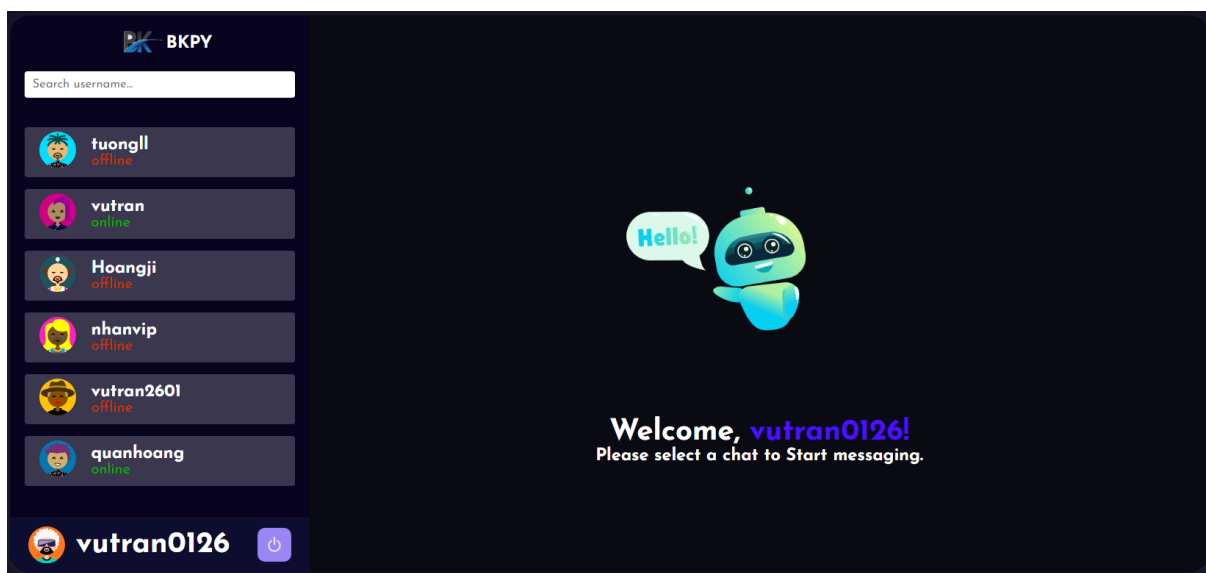 BK BKPY
Search username...
tuongll
offline
vutran
online
Hoangji
offline
nhanvip
offline
vutran2601
offline
quanhoang
online
vutran0126
Hello!
Welcome, vutran0126!
Please select a chat to Start messaging.